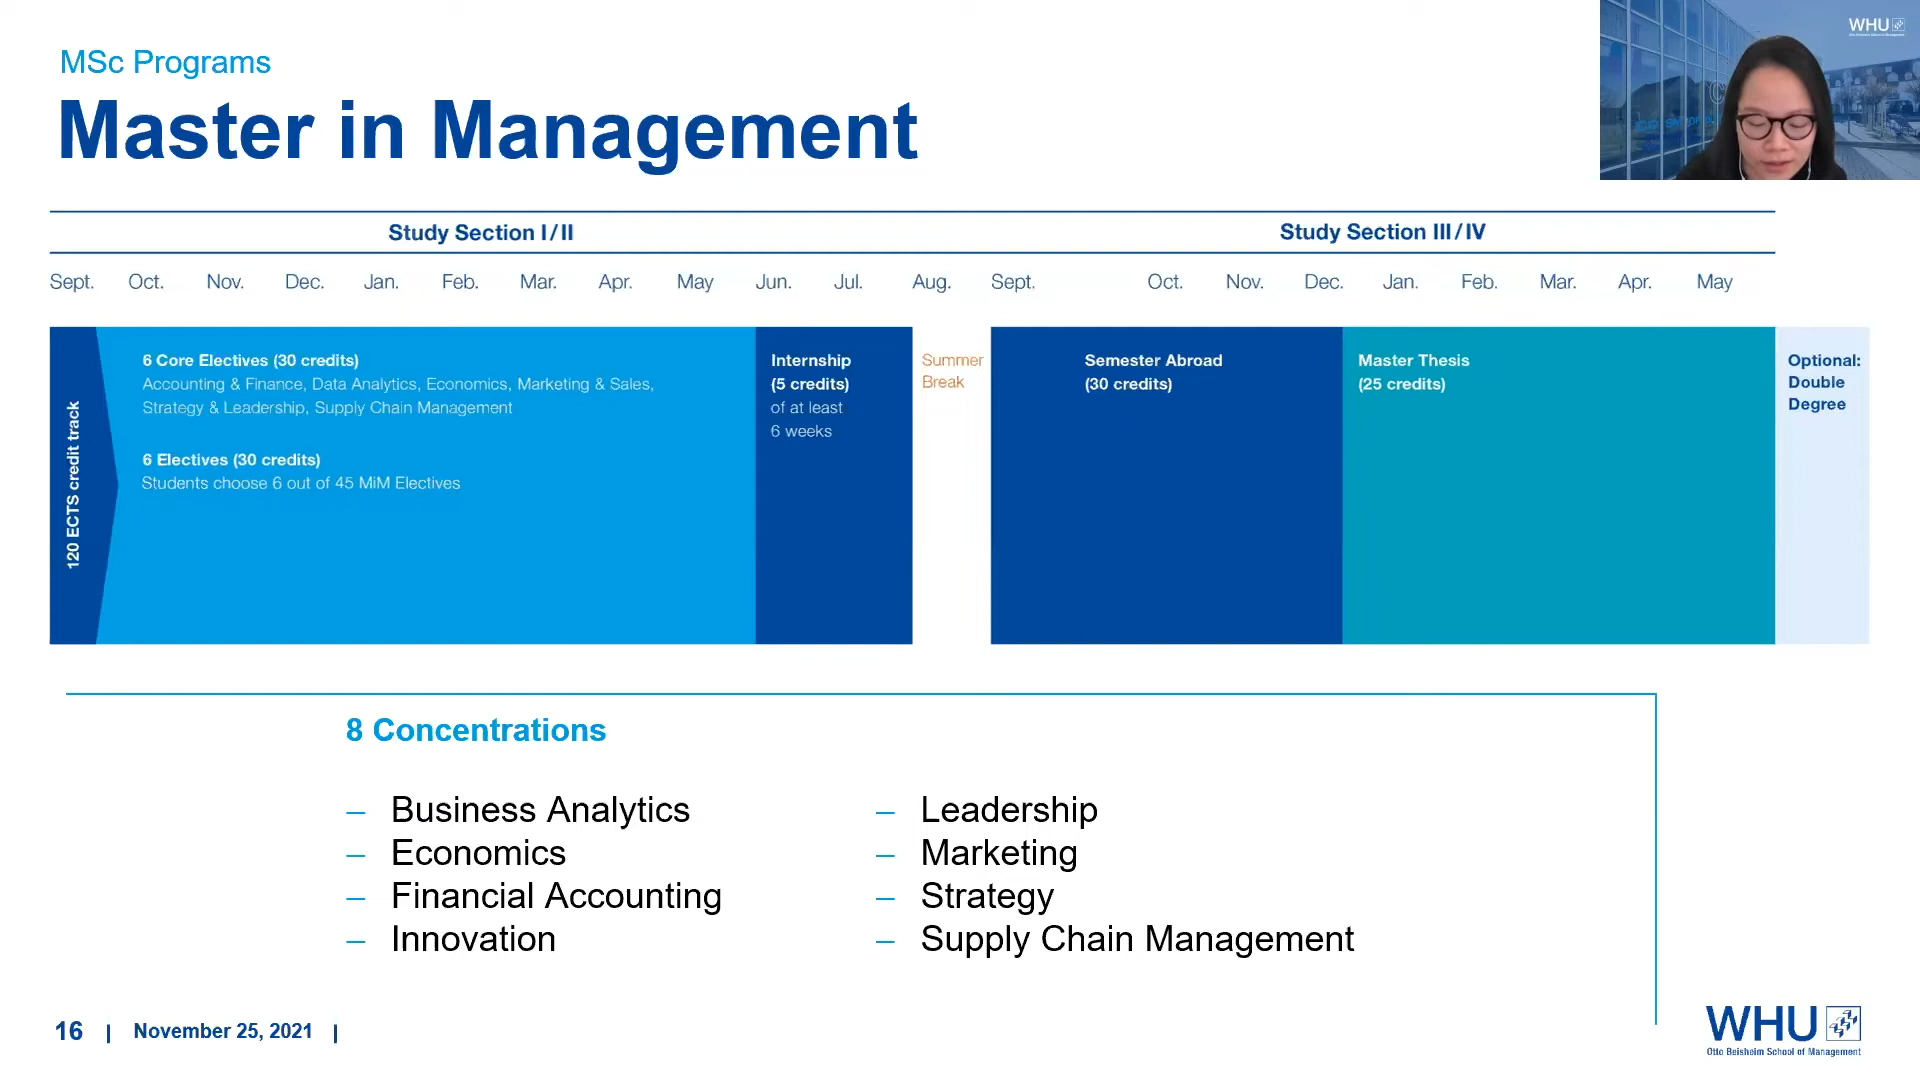 MSc Programs
Master in Management
WHU
Study Section I/II
Study Section III/IV
Sept. Oct. Nov. Dec. Jan. Feb. Mar. Apr. May Jun. Jul. Aug. Sept. Oct. Nov. Dec. Jan. Feb. Mar. Apr. May
120 ECTS credit track
6 Core Electives (30 credits)
Accounting & Finance, Data Analytics, Economics, Marketing & Sales,
Strategy & Leadership, Supply Chain Management
6 Electives (30 credits)
Students choose 6 out of 45 MiM Electives
Internship
(5 credits)
of at least
6 weeks
Summer
Break
Semester Abroad
(30 credits)
Master Thesis
(25 credits)
Optional:
Double
Degree
8 Concentrations
– Business Analytics
– Economics
– Financial Accounting
– Innovation
– Leadership
– Marketing
– Strategy
– Supply Chain Management
16 | November 25, 2021 |
WHU
Otto Beisheim School of Management